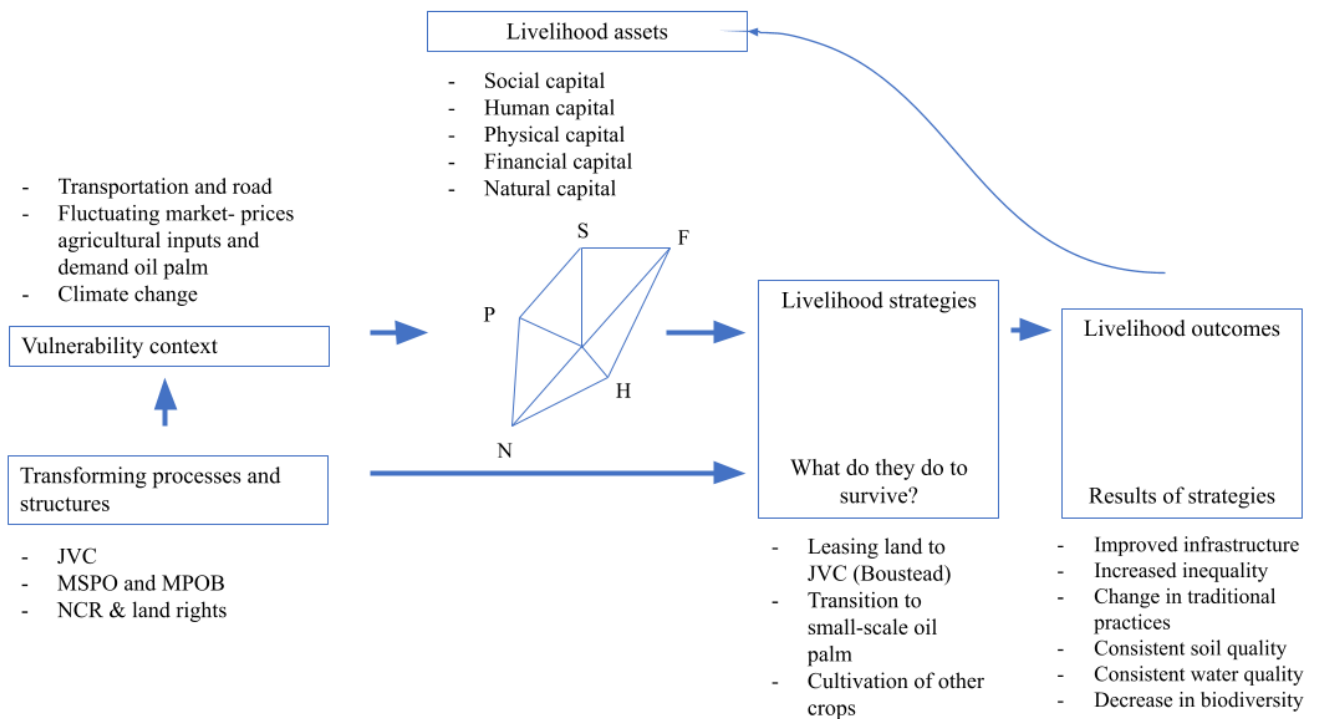 Livelihood assets
- Social capital
- Human capital
- Physical capital
- Financial capital
- Natural capital
- Transportation and road
- Fluctuating market- prices
agricultural inputs and
demand oil palm
- Climate change
Vulnerability context
Transforming processes and
structures
- JVC
- MSPO and MPOB
- NCR & land rights
S
F
P
H
N
Livelihood strategies
What do they do to
survive?
- Leasing land to
JVC (Boustead)
- Transition to
small-scale oil
palm
- Cultivation of other
crops
Livelihood outcomes
Results of strategies
- Improved infrastructure
- Increased inequality
- Change in traditional
practices
- Consistent soil quality
- Consistent water quality
- Decrease in biodiversity